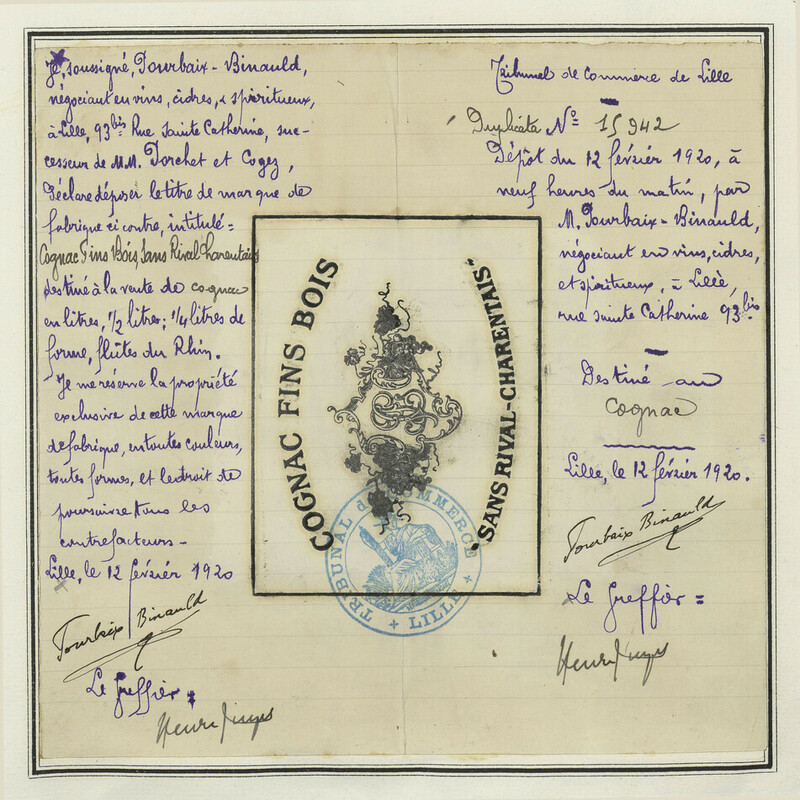 Je, soussigné, Tourbaix-Binauld,
négociant en vins, cidres, & spiritueux,
à Lille, 93bis Rue Sainte Catherine, suc-
cesseur de MM. Porchet et Cogez,
Déclare déposer le titre de marque de
fabrique ci contre, intitulé =
Cognac Fins Bois, Sans Rival Charentais
destiné à la vente de cognac
en litres, 1/2 litres; 1/4 litres de
forme, flûtes du Rhin.
Je me réserve la propriété
exclusive de cette marque
de fabrique, en toutes couleurs,
toutes formes, et le droit de
poursuivre tous les
contrefacteurs -
Lille, le 12 février 1920
Tourbaix Binauld
Le Greffier =
COGNAC FINS BOIS
"SANS RIVAL-CHARENTAIS"
TRIBUNAL de COMMERCE
+ LILLE +
Tribunal de Commerce de Lille
Duplicata No = 15942
Dépôt du 12 février 1920, à
neuf heures du matin, par
M. Tourbaix-Binauld,
négociant en vins, cidres,
et spiritueux, à Lille,
rue Sainte Catherine 93bis
Destiné au
cognac
Lille, le 12 février 1920.
Tourbaix Binauld
Le Greffier =